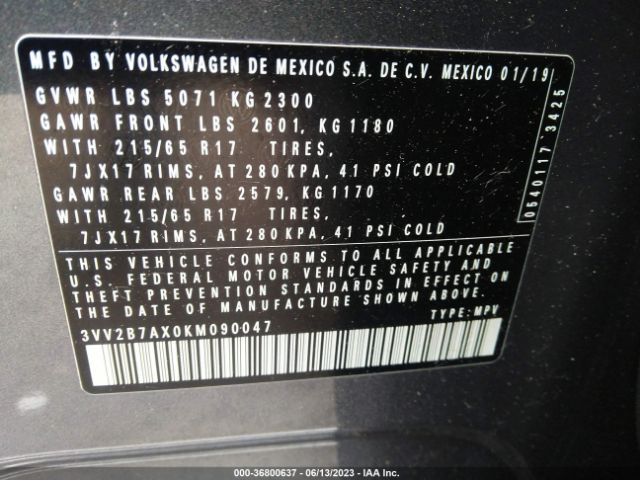 MFD BY VOLKSWAGEN DE MEXICO S.A. DE C.V. MEXICO 01/19
GVWR LBS 5071 KG 2300
GAWR FRONT LBS 2601, KG 1180
WITH 215/65 R17 TIRES,
7JX17 RIMS, AT 280 KPA, 41 PSI COLD
GAWR REAR LBS 2579, KG 1170
WITH 215/65 R17 TIRES,
7JX17 RIMS, AT 280 KPA, 41 PSI COLD
THIS VEHICLE CONFORMS TO ALL APPLICABLE
U.S. FEDERAL MOTOR VEHICLE SAFETY AND
THEFT PREVENTION STANDARDS IN EFFECT ON
THE DATE OF MANUFACTURE SHOWN ABOVE.
3VV2B7AX0KM090047 TYPE: MPV
0540117 3425
000-36800637 - 06/13/2023 - IAA Inc.